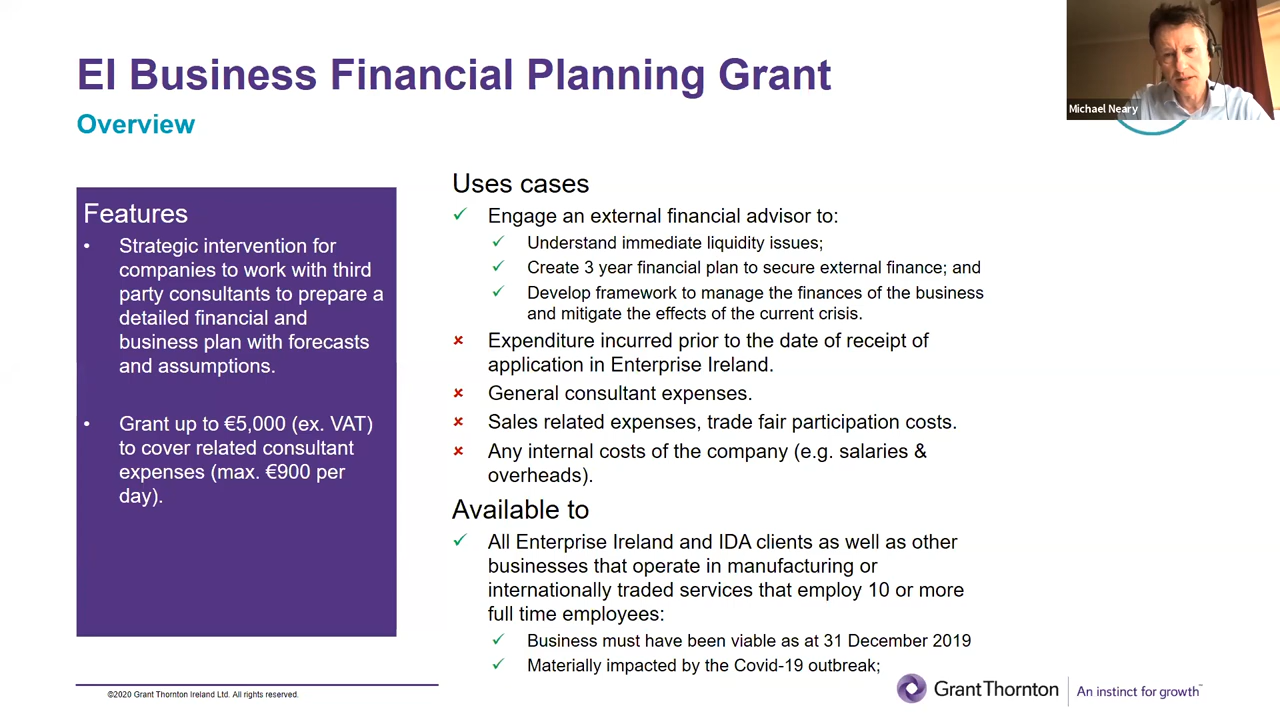 EI Business Financial Planning Grant
Overview
Michael Neary
Features
• Strategic intervention for
companies to work with third
party consultants to prepare a
detailed financial and
business plan with forecasts
and assumptions.
• Grant up to €5,000 (ex. VAT)
to cover related consultant
expenses (max. €900 per
day).
Uses cases
✓ Engage an external financial advisor to:
✓ Understand immediate liquidity issues;
✓ Create 3 year financial plan to secure external finance; and
✓ Develop framework to manage the finances of the business
and mitigate the effects of the current crisis.
× Expenditure incurred prior to the date of receipt of
application in Enterprise Ireland.
× General consultant expenses.
× Sales related expenses, trade fair participation costs.
× Any internal costs of the company (e.g. salaries &
overheads).
Available to
✓ All Enterprise Ireland and IDA clients as well as other
businesses that operate in manufacturing or
internationally traded services that employ 10 or more
full time employees:
✓ Business must have been viable as at 31 December 2019
✓ Materially impacted by the Covid-19 outbreak;
©2020 Grant Thornton Ireland Ltd. All rights reserved.
GrantThornton
An instinct for growth™